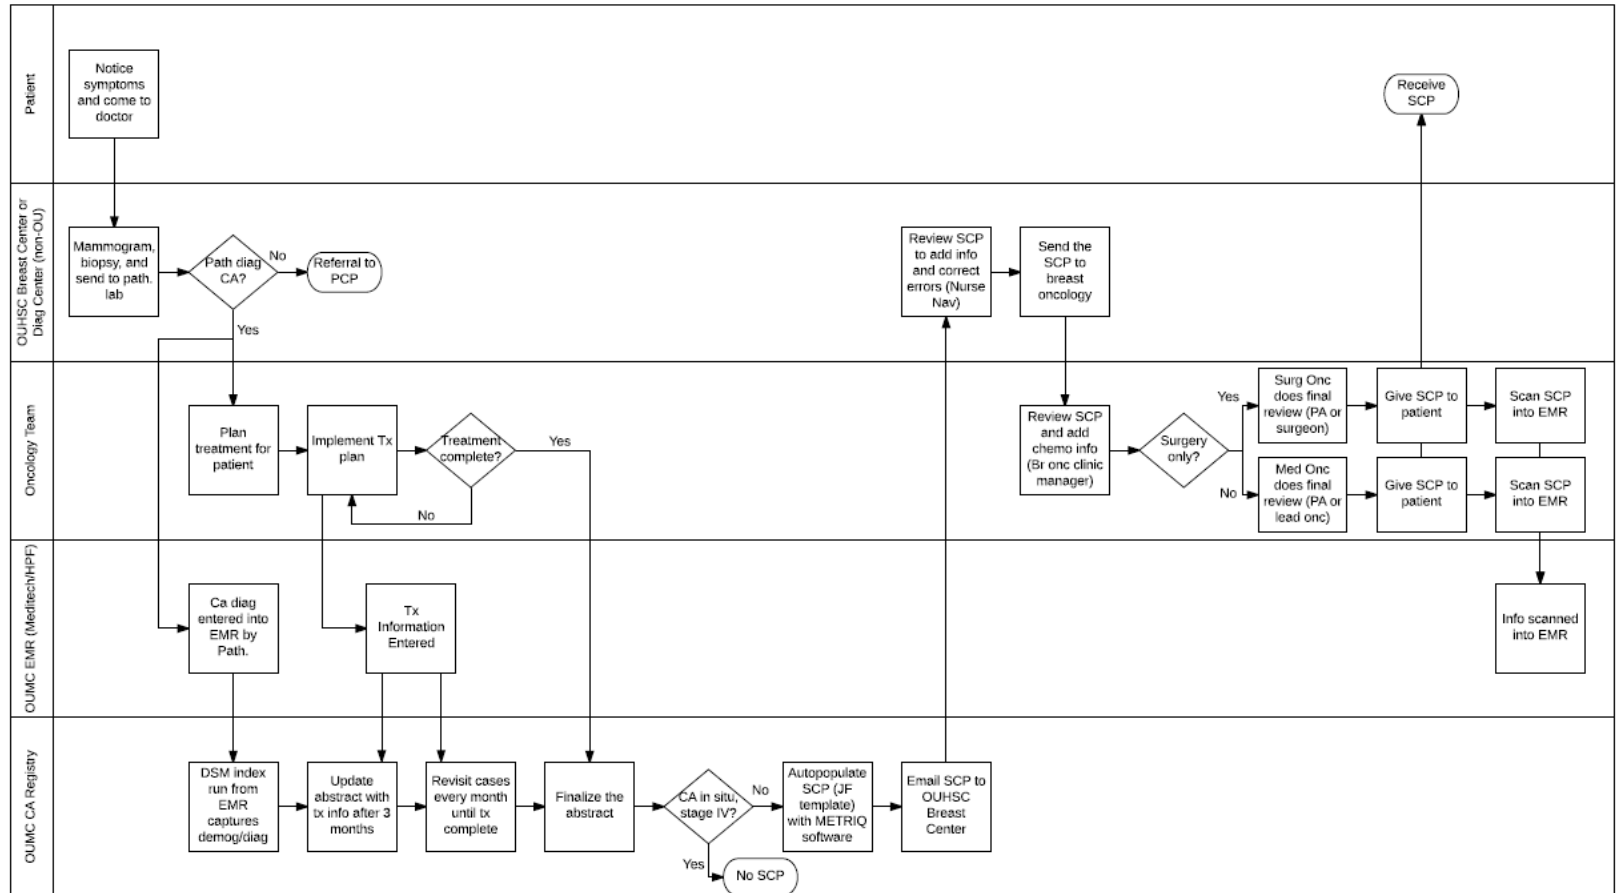 Patient
Notice
symptoms
and come to
doctor
Receive
SCP
OUHSC Breast Center or
Diag Center (non-OU)
Mammogram,
biopsy, and
send to path.
lab
Path diag
CA?
No
Referral to
PCP
Yes
Review SCP
to add info
and correct
errors (Nurse
Nav)
Send the
SCP to
breast
oncology
Oncology Team
Plan
treatment for
patient
Implement Tx
plan
Treatment
complete?
Yes
No
Review SCP
and add
chemo info
(Br onc clinic
manager)
Surgery
only?
Yes
Surg Onc
does final
review (PA or
surgeon)
Give SCP to
patient
Scan SCP
into EMR
No
Med Onc
does final
review (PA or
lead onc)
Give SCP to
patient
Scan SCP
into EMR
OUMC EMR (Meditech/HPF)
Ca diag
entered into
EMR by
Path.
Tx
Information
Entered
Info scanned
into EMR
OUMC CA Registry
DSM index
run from
EMR
captures
demog/diag
Update
abstract with
tx info after 3
months
Revisit cases
every month
until tx
complete
Finalize the
abstract
CA in situ,
stage IV?
No
Yes
No SCP
Autopopulate
SCP (JF
template)
with METRIQ
software
Email SCP to
OUHSC
Breast
Center